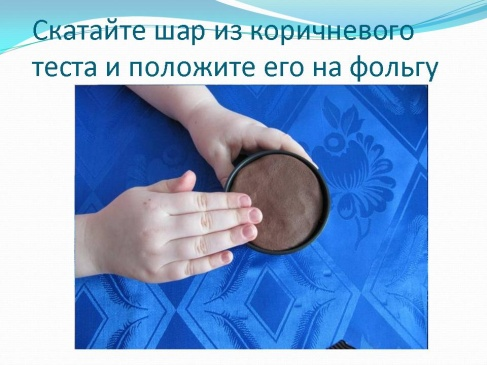 Скатайте шар из коричневого
теста и положите его на фольгу